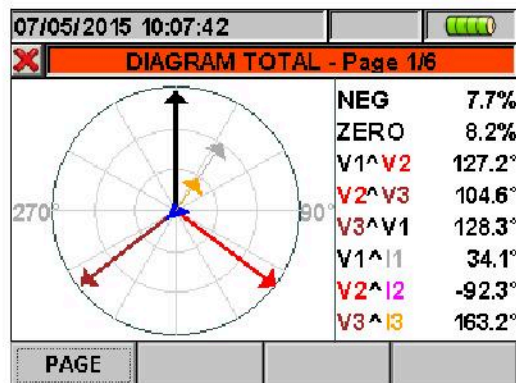 07/05/2015 10:07:42
DIAGRAM TOTAL - Page 1/6
270°
90°
NEG 7.7%
ZERO 8.2%
V1^V2 127.2°
V2^V3 104.6°
V3^V1 128.3°
V1^I1 34.1°
V2^I2 -92.3°
V3^I3 163.2°
PAGE